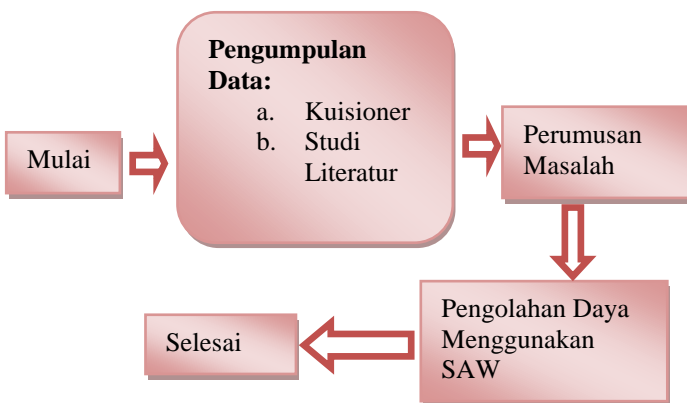 Mulai
Pengumpulan
Data:
a. Kuisioner
b. Studi
Literatur
Perumusan
Masalah
Pengolahan Daya
Menggunakan
SAW
Selesai